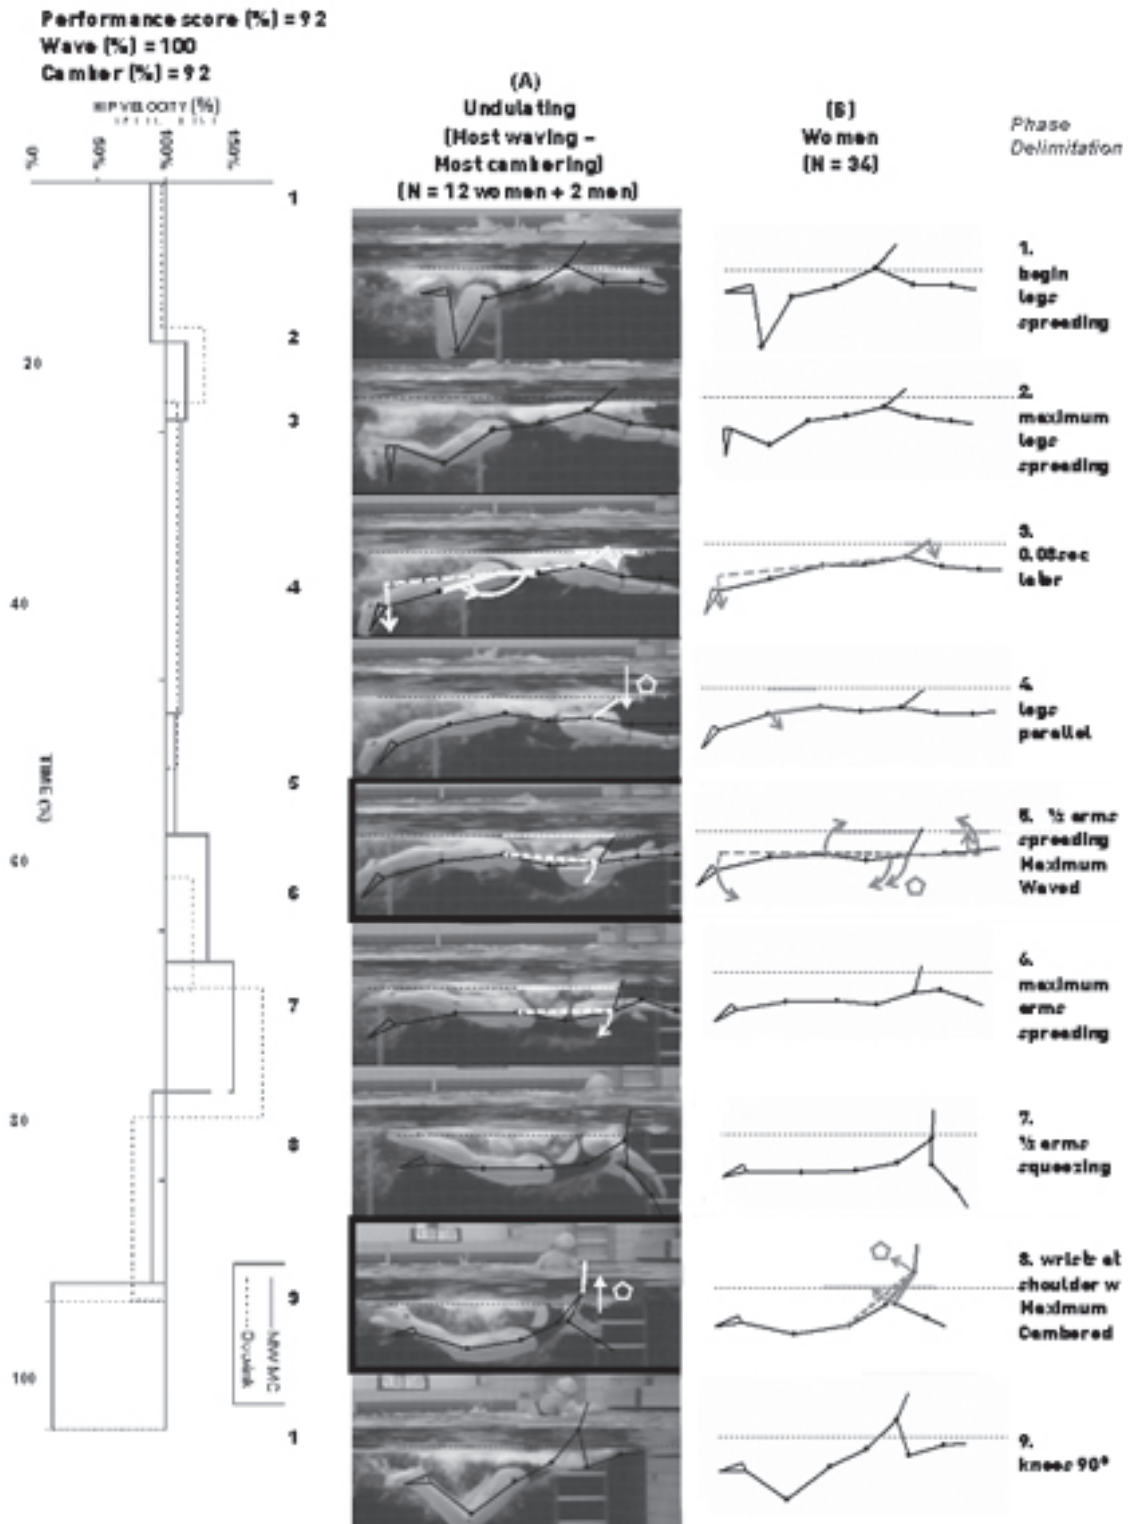 Performance score (%) = 92
Wave (%) = 100
Camber (%) = 92
HIP VELOCITY (%)
0%
50%
100%
150%
(A)
Undulating
(Most waving –
Most cambering)
(N = 12 women + 2 men)
(B)
Women
(N = 34)
Phase
Delimitation
1
2
3
4
5
6
7
8
9
1
20
40
60
80
100
TIME (%)
MW MC
1.
begin
legs
spreading
2.
maximum
legs
spreading
3.
0.08sec
later
4.
legs
parallel
5. ½ arms
spreading
Maximum
Waved
6.
maximum
arms
spreading
7.
½ arms
squeezing
8. wrists at
shoulder w
Maximum
Cambered
9.
knees 90°